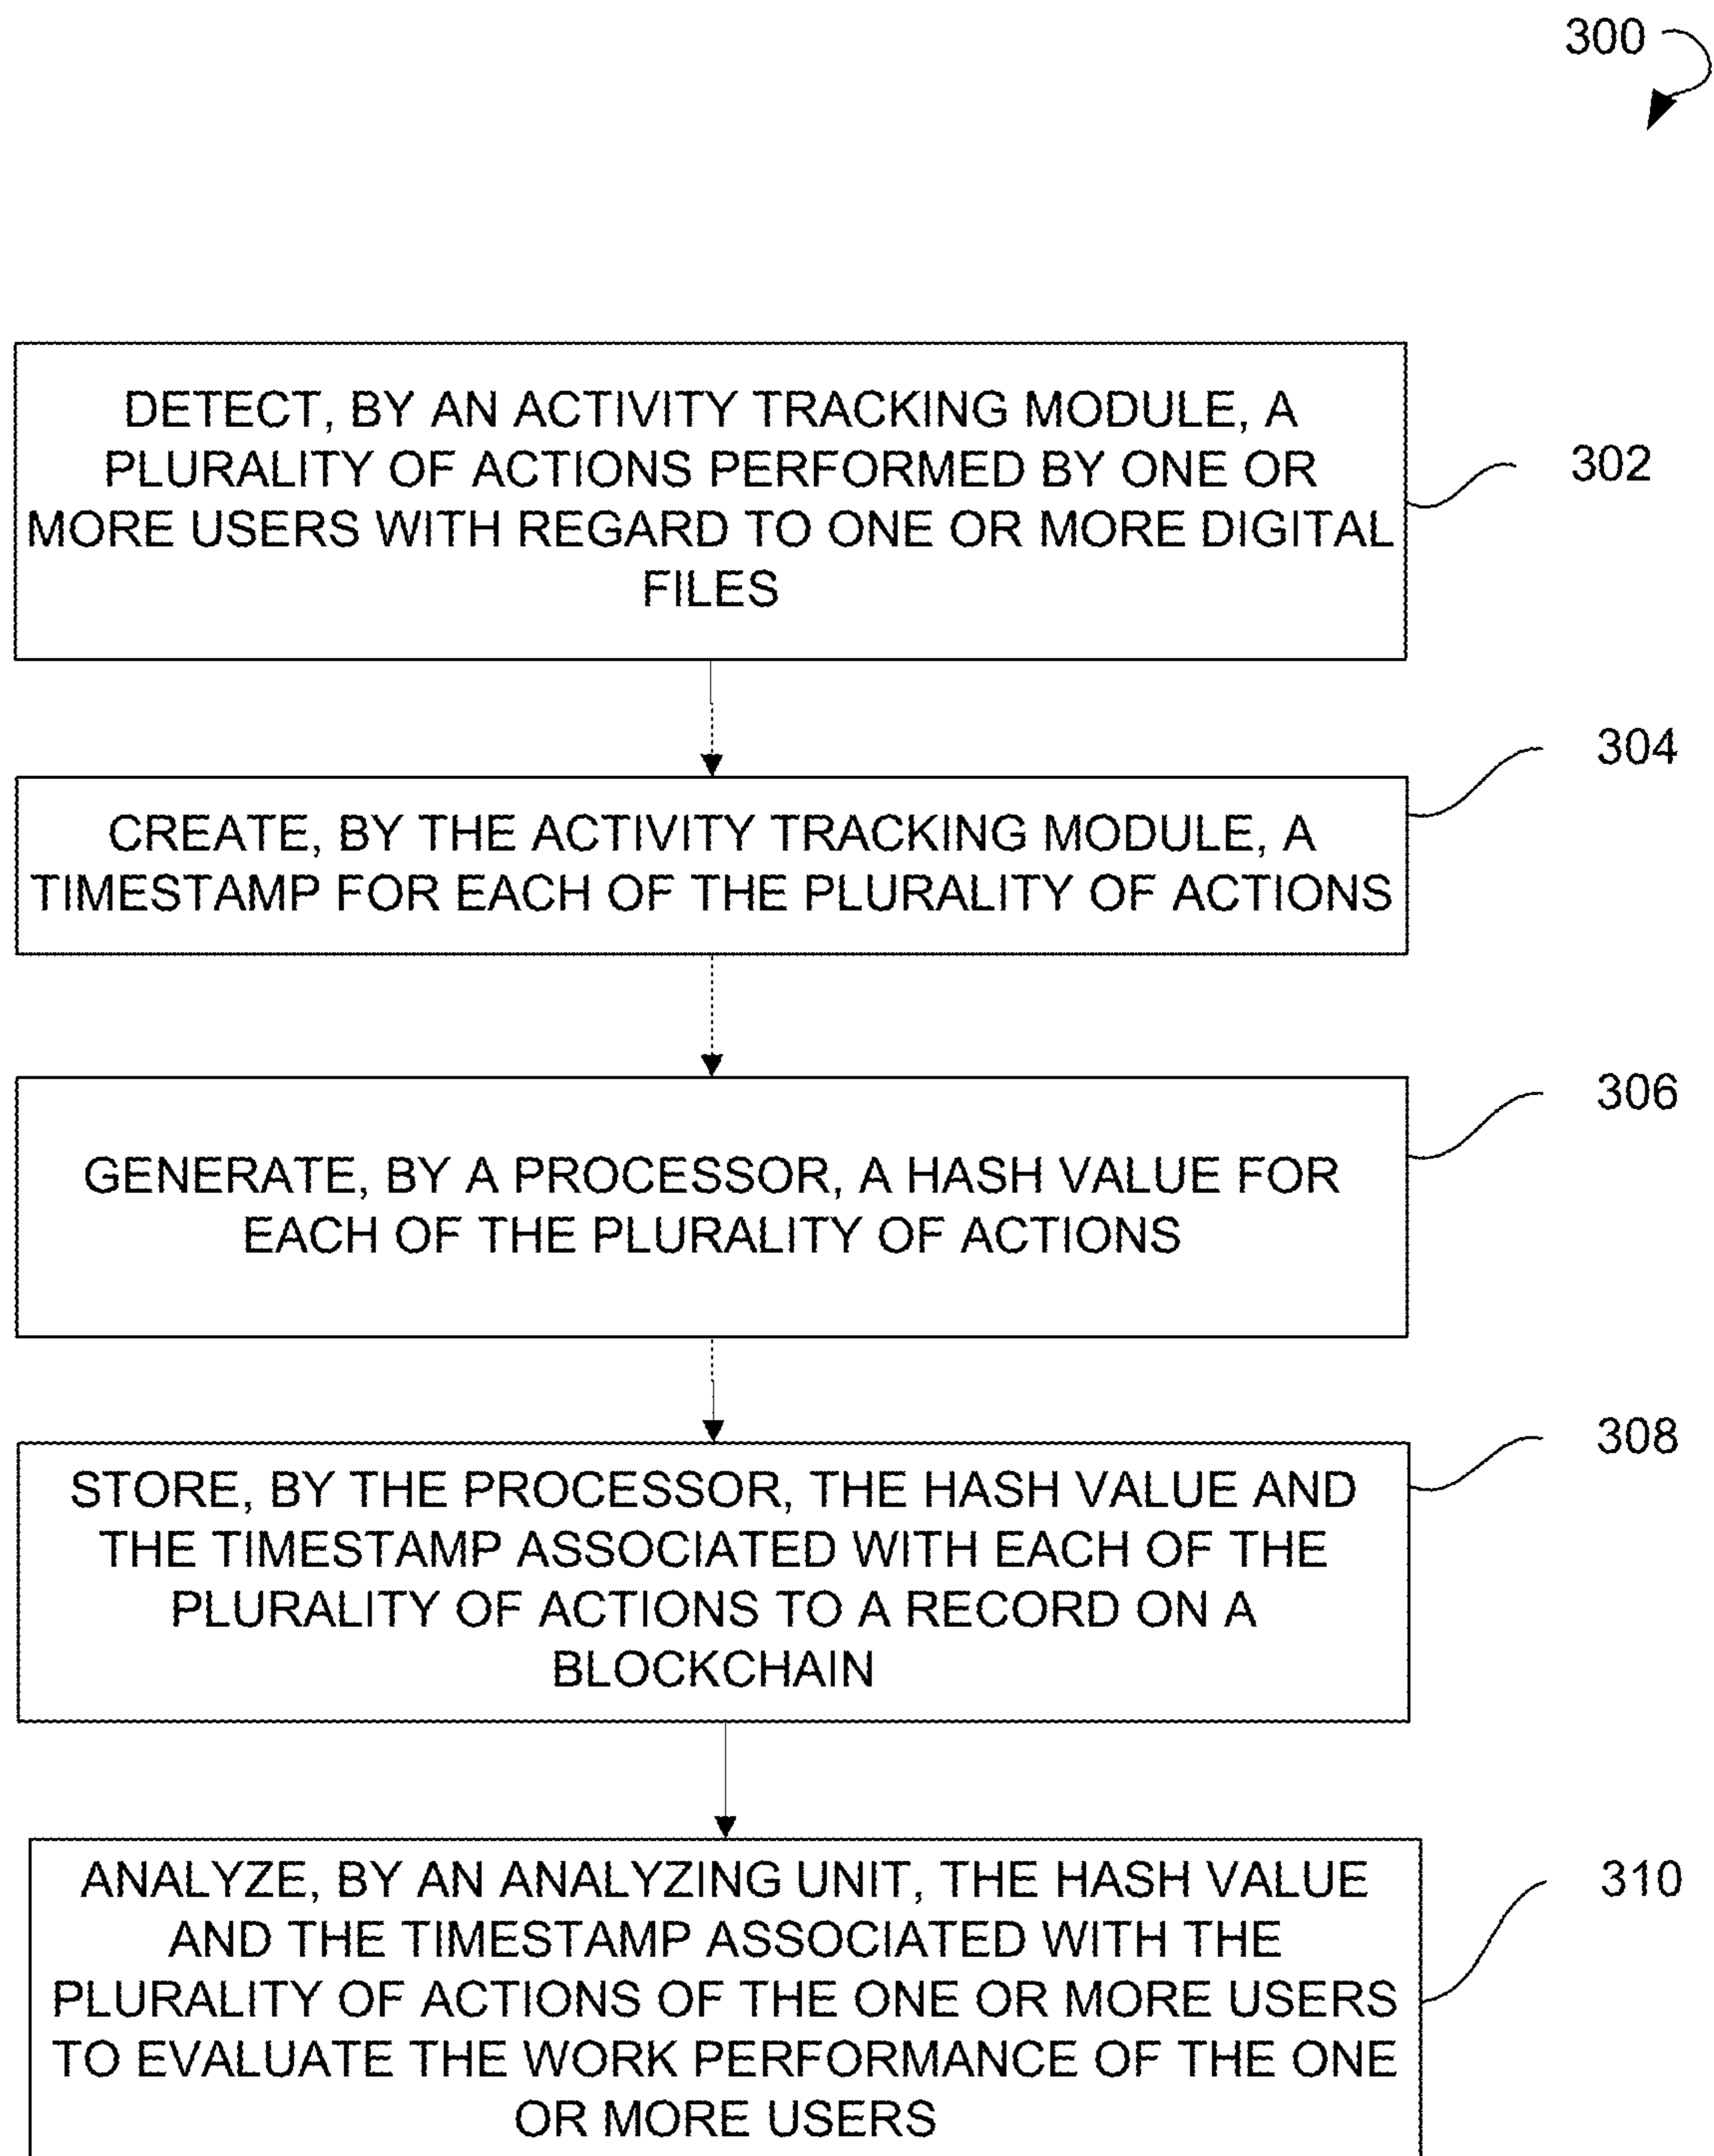 300
DETECT, BY AN ACTIVITY TRACKING MODULE, A
PLURALITY OF ACTIONS PERFORMED BY ONE OR
MORE USERS WITH REGARD TO ONE OR MORE DIGITAL
FILES
302
CREATE, BY THE ACTIVITY TRACKING MODULE, A
TIMESTAMP FOR EACH OF THE PLURALITY OF ACTIONS
304
GENERATE, BY A PROCESSOR, A HASH VALUE FOR
EACH OF THE PLURALITY OF ACTIONS
306
STORE, BY THE PROCESSOR, THE HASH VALUE AND
THE TIMESTAMP ASSOCIATED WITH EACH OF THE
PLURALITY OF ACTIONS TO A RECORD ON A
BLOCKCHAIN
308
ANALYZE, BY AN ANALYZING UNIT, THE HASH VALUE
AND THE TIMESTAMP ASSOCIATED WITH THE
PLURALITY OF ACTIONS OF THE ONE OR MORE USERS
TO EVALUATE THE WORK PERFORMANCE OF THE ONE
OR MORE USERS
310